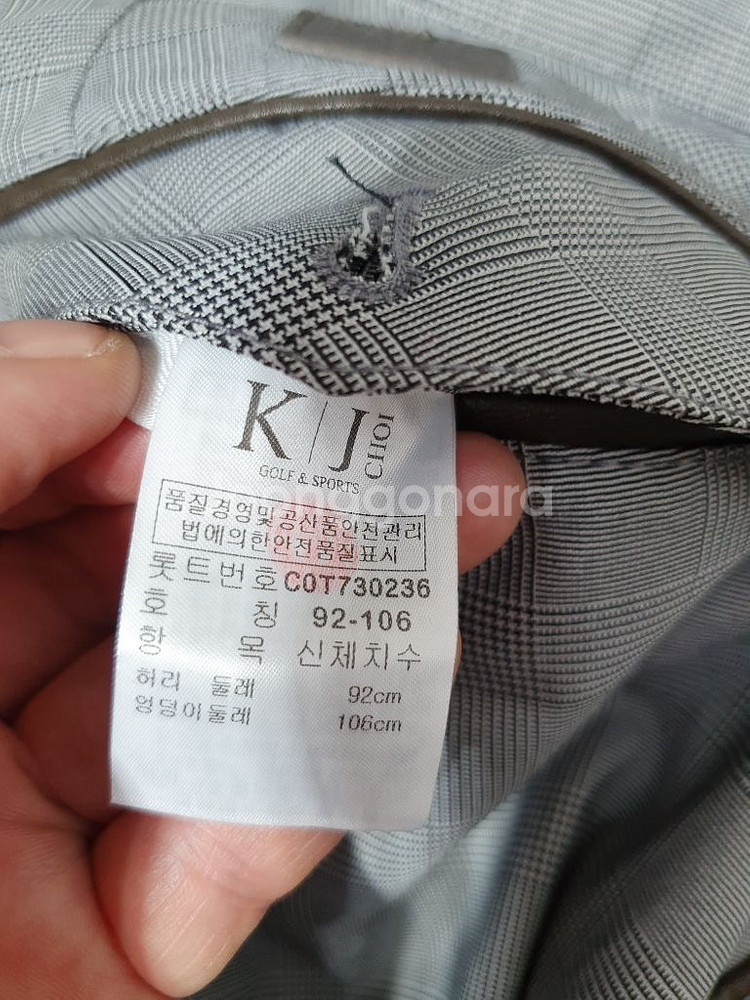 K/J CHOI
GOLF & SPORTS
품질경영및공산품안전관리
법에의한안전품질표시
롯트번호 C0T730236
호 칭 92-106
항 목 신체치수
허리 둘레 92cm
엉덩이둘레 106cm